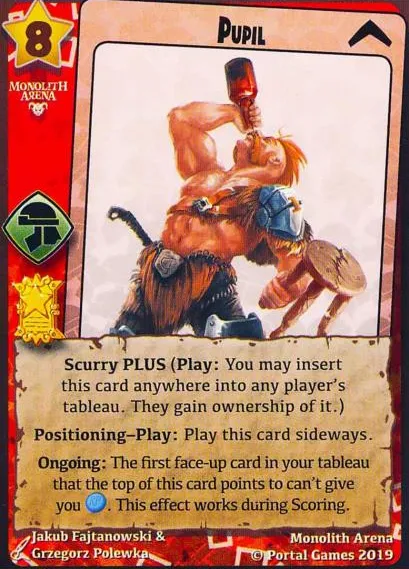 8
PUPIL
MONOLITH
ARENA
Scurry PLUS (Play: You may insert
this card anywhere into any player's
tableau. They gain ownership of it.)
Positioning–Play: Play this card sideways.
Ongoing: The first face-up card in your tableau
that the top of this card points to can't give
you . This effect works during Scoring.
Jakub Fajtanowski &
Grzegorz Polewka
Monolith Arena
© Portal Games 2019